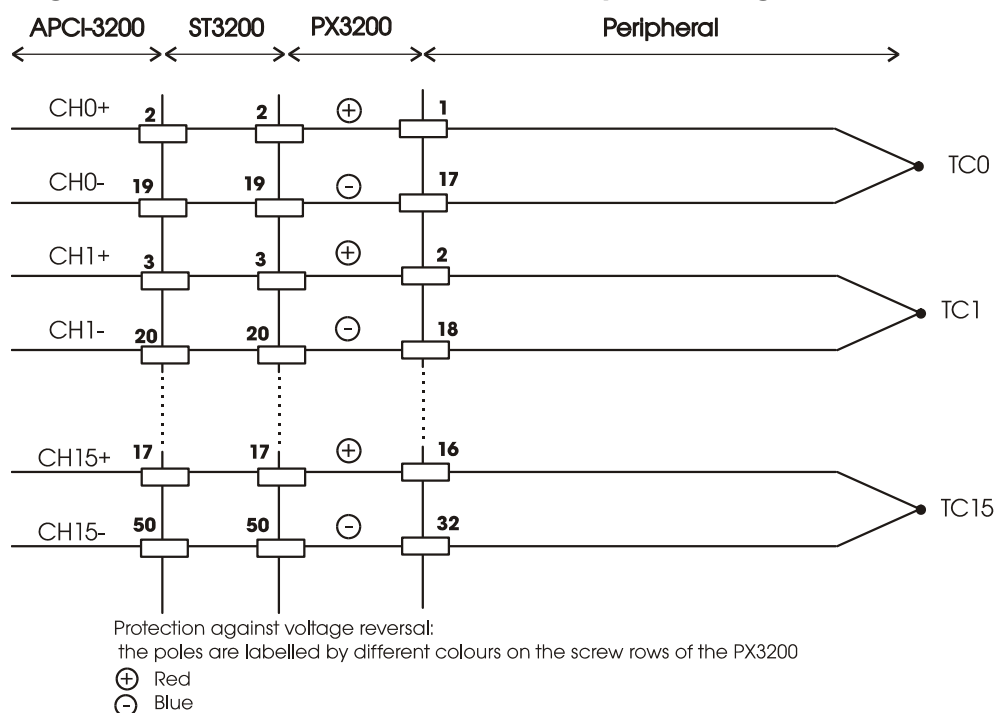 APCI-3200 ST3200 PX3200 Peripheral
CH0+ 2 2 + 1
TC0
CH0- 19 19 - 17
CH1+ 3 3 + 2
TC1
CH1- 20 20 - 18
CH15+ 17 17 + 16
TC15
CH15- 50 50 - 32
Protection against voltage reversal:
the poles are labelled by different colours on the screw rows of the PX3200
+ Red
- Blue